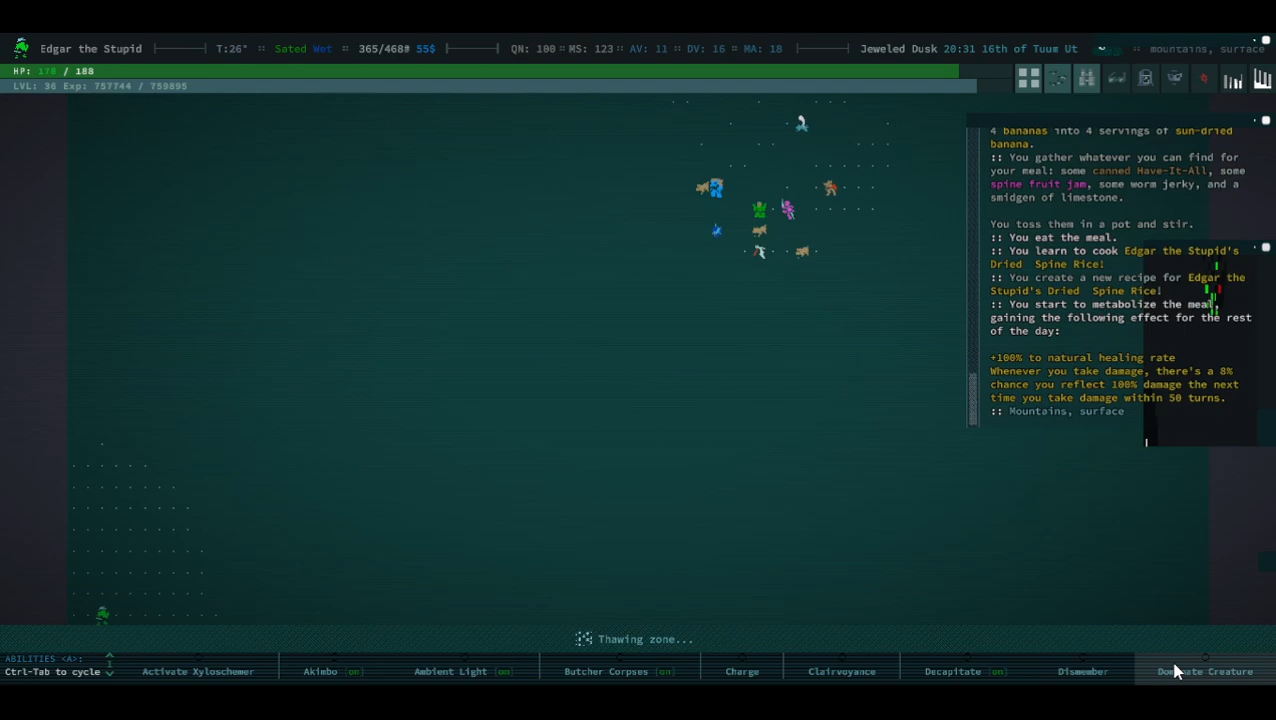 Edgar the Stupid T:26° :: Sated Wet :: 365/468# 55$ QN: 100 :: MS: 123 :: AV: 11 :: DV: 16 :: MA: 18 Jeweled Dusk 20:31 16th of Tuum Ut :: mountains, surface
HP: 178 / 188
LVL: 36 Exp: 757744 / 759895
4 bananas into 4 servings of sun-dried
banana.
:: You gather whatever you can find for
your meal: some canned Have-It-All, some
spine fruit jam, some worm jerky, and a
smidgen of limestone.
You toss them in a pot and stir.
:: You eat the meal.
:: You learn to cook Edgar the Stupid's
Dried Spine Rice!
:: You create a new recipe for Edgar the
Stupid's Dried Spine Rice!
:: You start to metabolize the meal,
gaining the following effect for the rest
of the day:
+100% to natural healing rate
Whenever you take damage, there's a 8%
chance you reflect 100% damage the next
time you take damage within 50 turns.
:: Mountains, surface
Thawing zone...
ABILITIES <A>:
1
Ctrl-Tab to cycle Activate Xyloschemer Akimbo [on] Ambient Light [on] Butcher Corpses [on] Charge Clairvoyance Decapitate [on] Dismember Dominate Creature